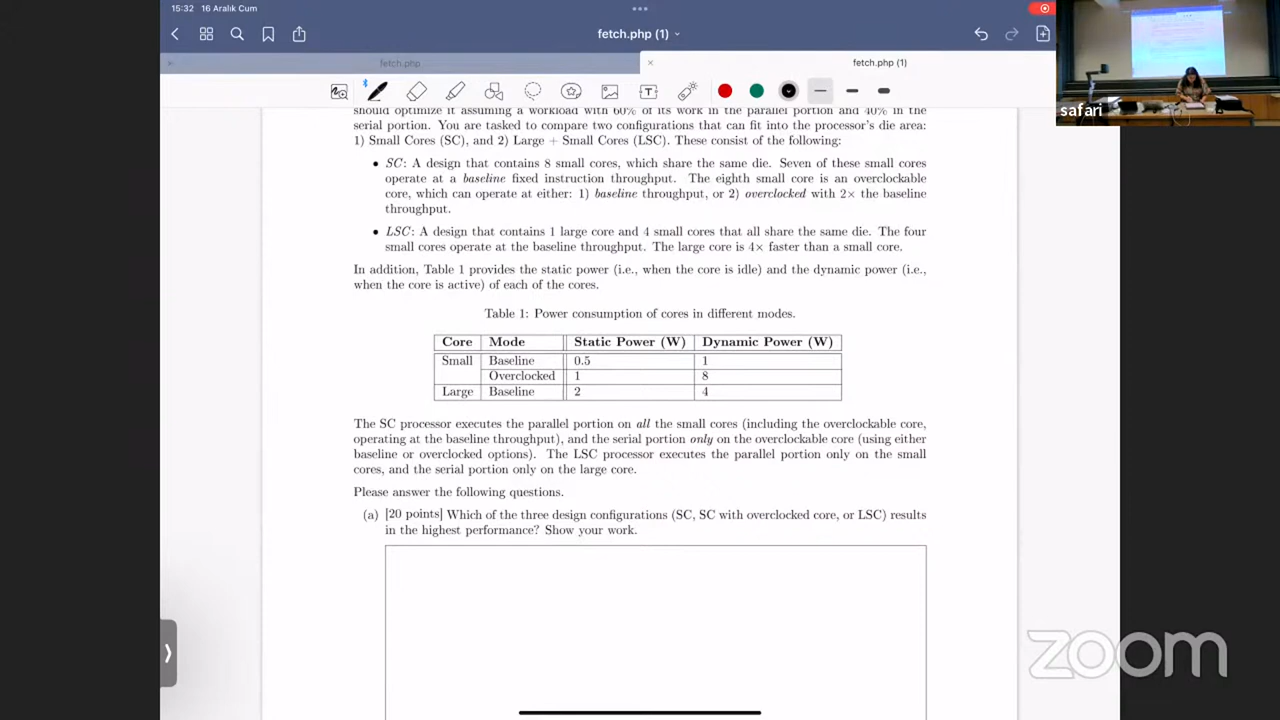 15:32 16 Aralık Cum
fetch.php (1)
fetch.php
fetch.php (1)
safari
should optimize it assuming a workload with 60% of its work in the parallel portion and 40% in the
serial portion. You are tasked to compare two configurations that can fit into the processor's die area:
1) Small Cores (SC), and 2) Large + Small Cores (LSC). These consist of the following:
• SC: A design that contains 8 small cores, which share the same die. Seven of these small cores
operate at a baseline fixed instruction throughput. The eighth small core is an overclockable
core, which can operate at either: 1) baseline throughput, or 2) overclocked with 2× the baseline
throughput.
• LSC: A design that contains 1 large core and 4 small cores that all share the same die. The four
small cores operate at the baseline throughput. The large core is 4× faster than a small core.
In addition, Table 1 provides the static power (i.e., when the core is idle) and the dynamic power (i.e.,
when the core is active) of each of the cores.
Table 1: Power consumption of cores in different modes.
Core Mode Static Power (W) Dynamic Power (W)
Small Baseline 0.5 1
Overclocked 1 8
Large Baseline 2 4
The SC processor executes the parallel portion on all the small cores (including the overclockable core,
operating at the baseline throughput), and the serial portion only on the overclockable core (using either
baseline or overclocked options). The LSC processor executes the parallel portion only on the small
cores, and the serial portion only on the large core.
Please answer the following questions.
(a) [20 points] Which of the three design configurations (SC, SC with overclocked core, or LSC) results
in the highest performance? Show your work.
zoom